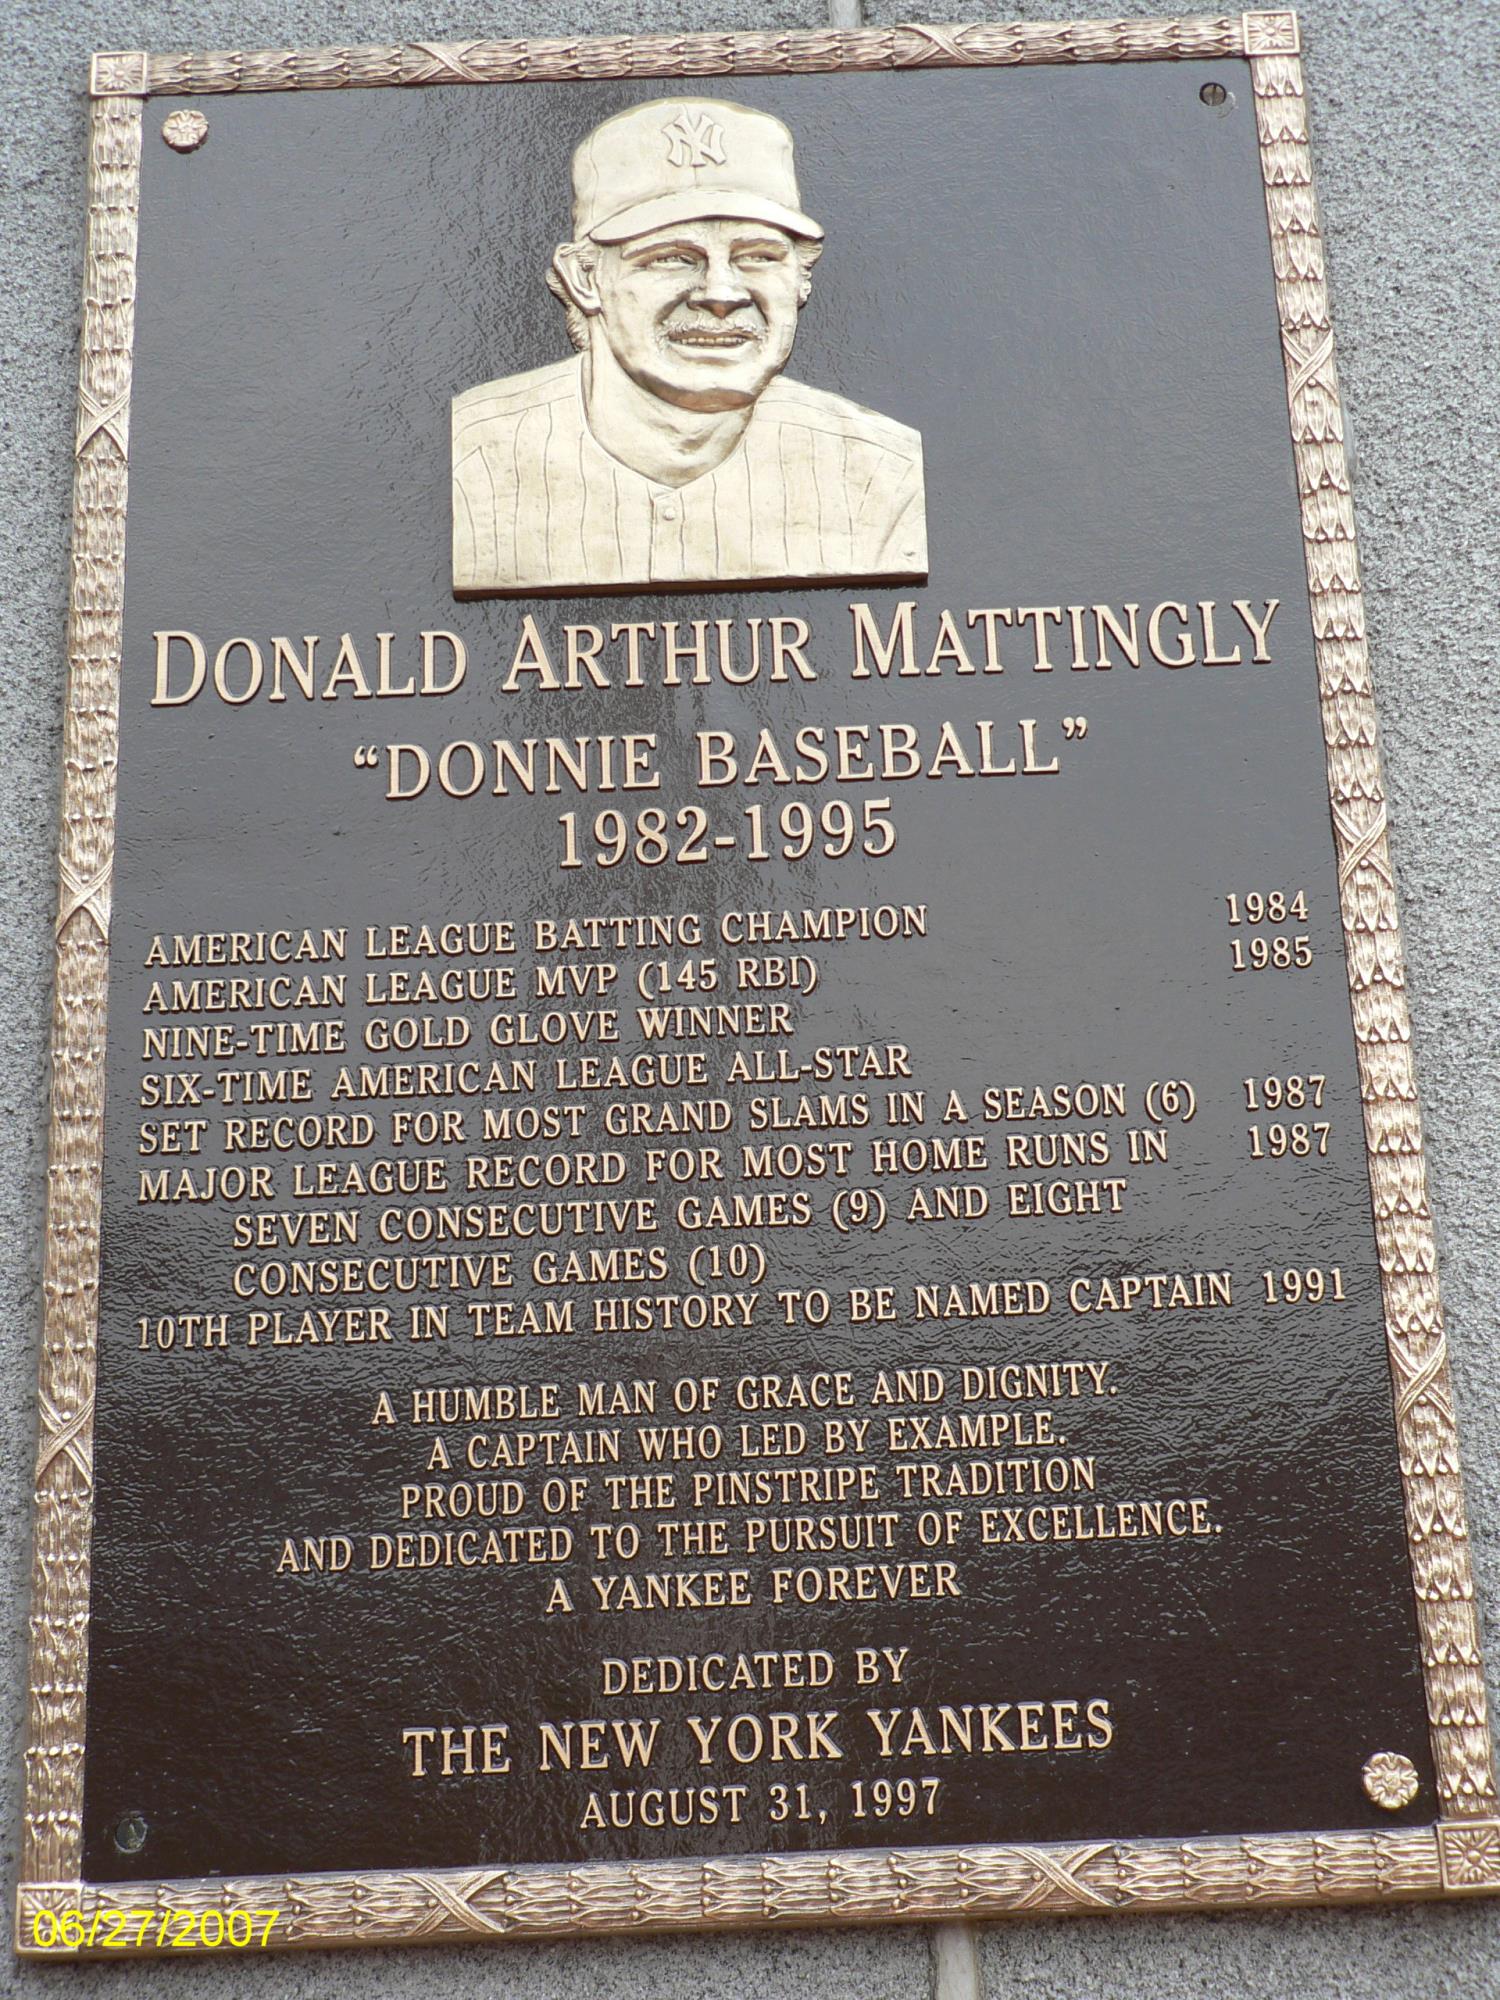 NY
DONALD ARTHUR MATTINGLY
“DONNIE BASEBALL”
1982-1995
AMERICAN LEAGUE BATTING CHAMPION 1984
AMERICAN LEAGUE MVP (145 RBI) 1985
NINE-TIME GOLD GLOVE WINNER
SIX-TIME AMERICAN LEAGUE ALL-STAR
SET RECORD FOR MOST GRAND SLAMS IN A SEASON (6) 1987
MAJOR LEAGUE RECORD FOR MOST HOME RUNS IN 1987
SEVEN CONSECUTIVE GAMES (9) AND EIGHT
CONSECUTIVE GAMES (10)
10TH PLAYER IN TEAM HISTORY TO BE NAMED CAPTAIN 1991
A HUMBLE MAN OF GRACE AND DIGNITY.
A CAPTAIN WHO LED BY EXAMPLE.
PROUD OF THE PINSTRIPE TRADITION
AND DEDICATED TO THE PURSUIT OF EXCELLENCE.
A YANKEE FOREVER
DEDICATED BY
THE NEW YORK YANKEES
AUGUST 31, 1997
06/27/2007